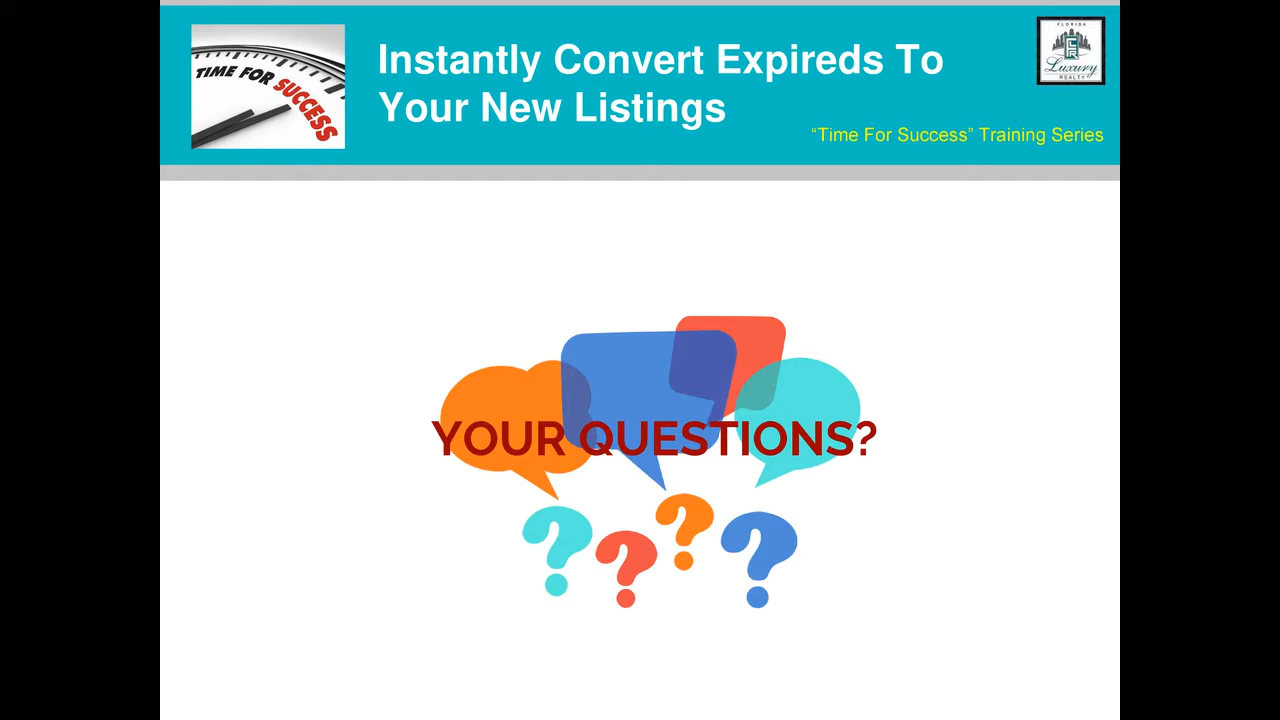 TIME FOR SUCCESS
Instantly Convert Expireds To
Your New Listings
FLORIDA
Luxury
REALTY
“Time For Success” Training Series
YOUR QUESTIONS?
? ? ? ?